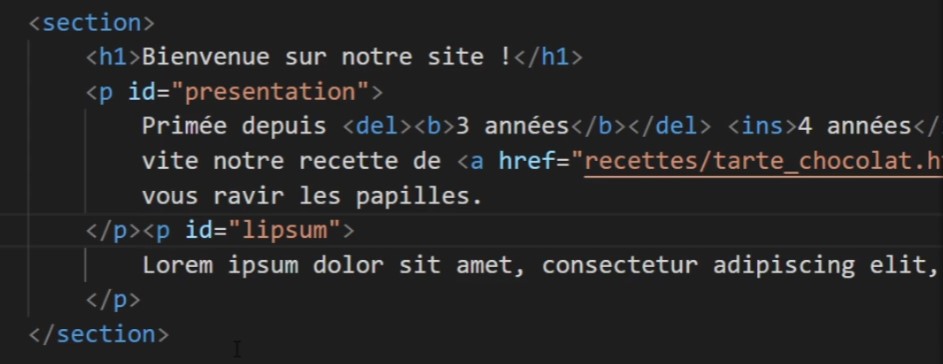 <section>
<h1>Bienvenue sur notre site !</h1>
<p id="presentation">
Primée depuis <del><b>3 années</b></del> <ins>4 années</
vite notre recette de <a href="recettes/tarte_chocolat.h
vous ravir les papilles.
</p><p id="lipsum">
Lorem ipsum dolor sit amet, consectetur adipiscing elit,
</p>
</section>